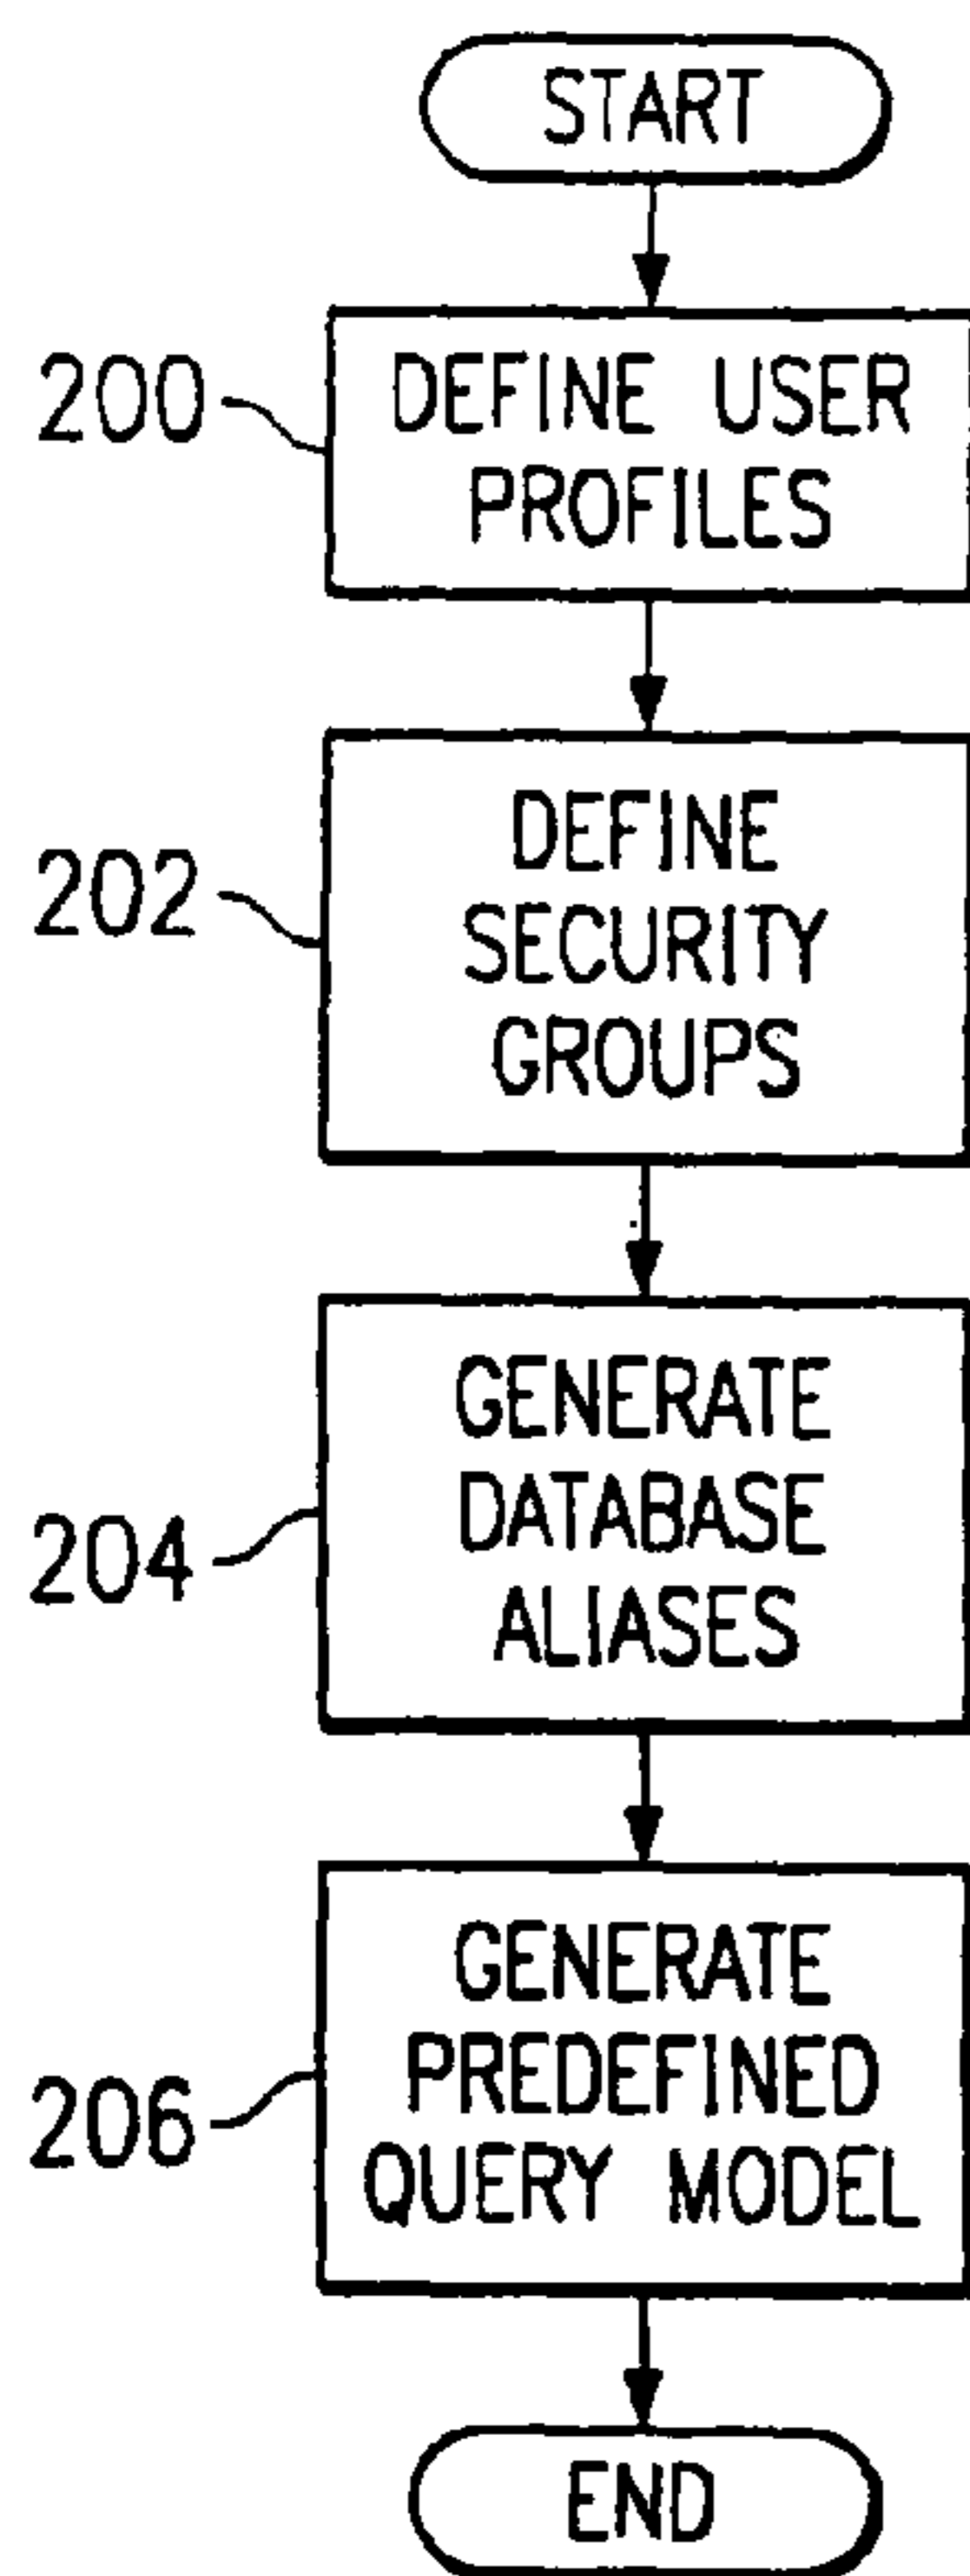 START
200
DEFINE USER
PROFILES
202
DEFINE
SECURITY
GROUPS
204
GENERATE
DATABASE
ALIASES
206
GENERATE
PREDEFINED
QUERY MODEL
END